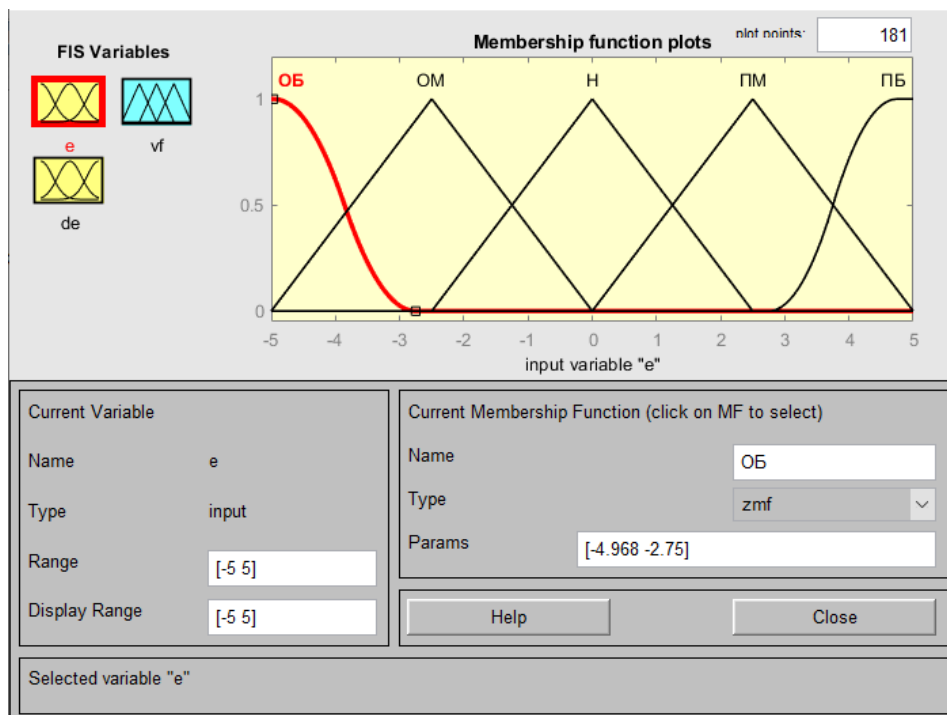 FIS Variables
Membership function plots
plot points:
181
e
vf
de
ОБ
ОМ
Н
ПМ
ПБ
1
0.5
0
-5
-4
-3
-2
-1
0
1
2
3
4
5
input variable "e"
Current Variable
Name
e
Type
input
Range
[-5 5]
Display Range
[-5 5]
Current Membership Function (click on MF to select)
Name
ОБ
Type
zmf
Params
[-4.968 -2.75]
Help
Close
Selected variable "e"